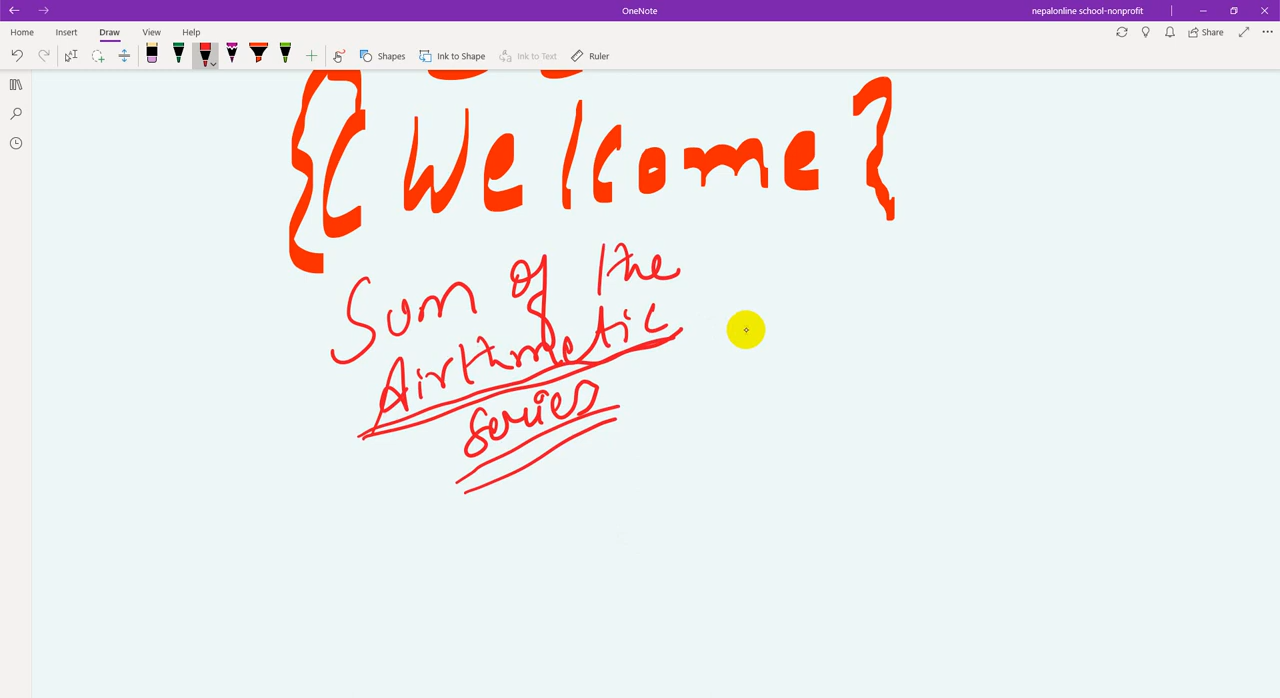 OneNote
nepalonline school-nonprofit
Home Insert Draw View Help
Share
Shapes Ink to Shape Ink to Text Ruler
{( Welcome }
Sum of the
Airthmetic
series